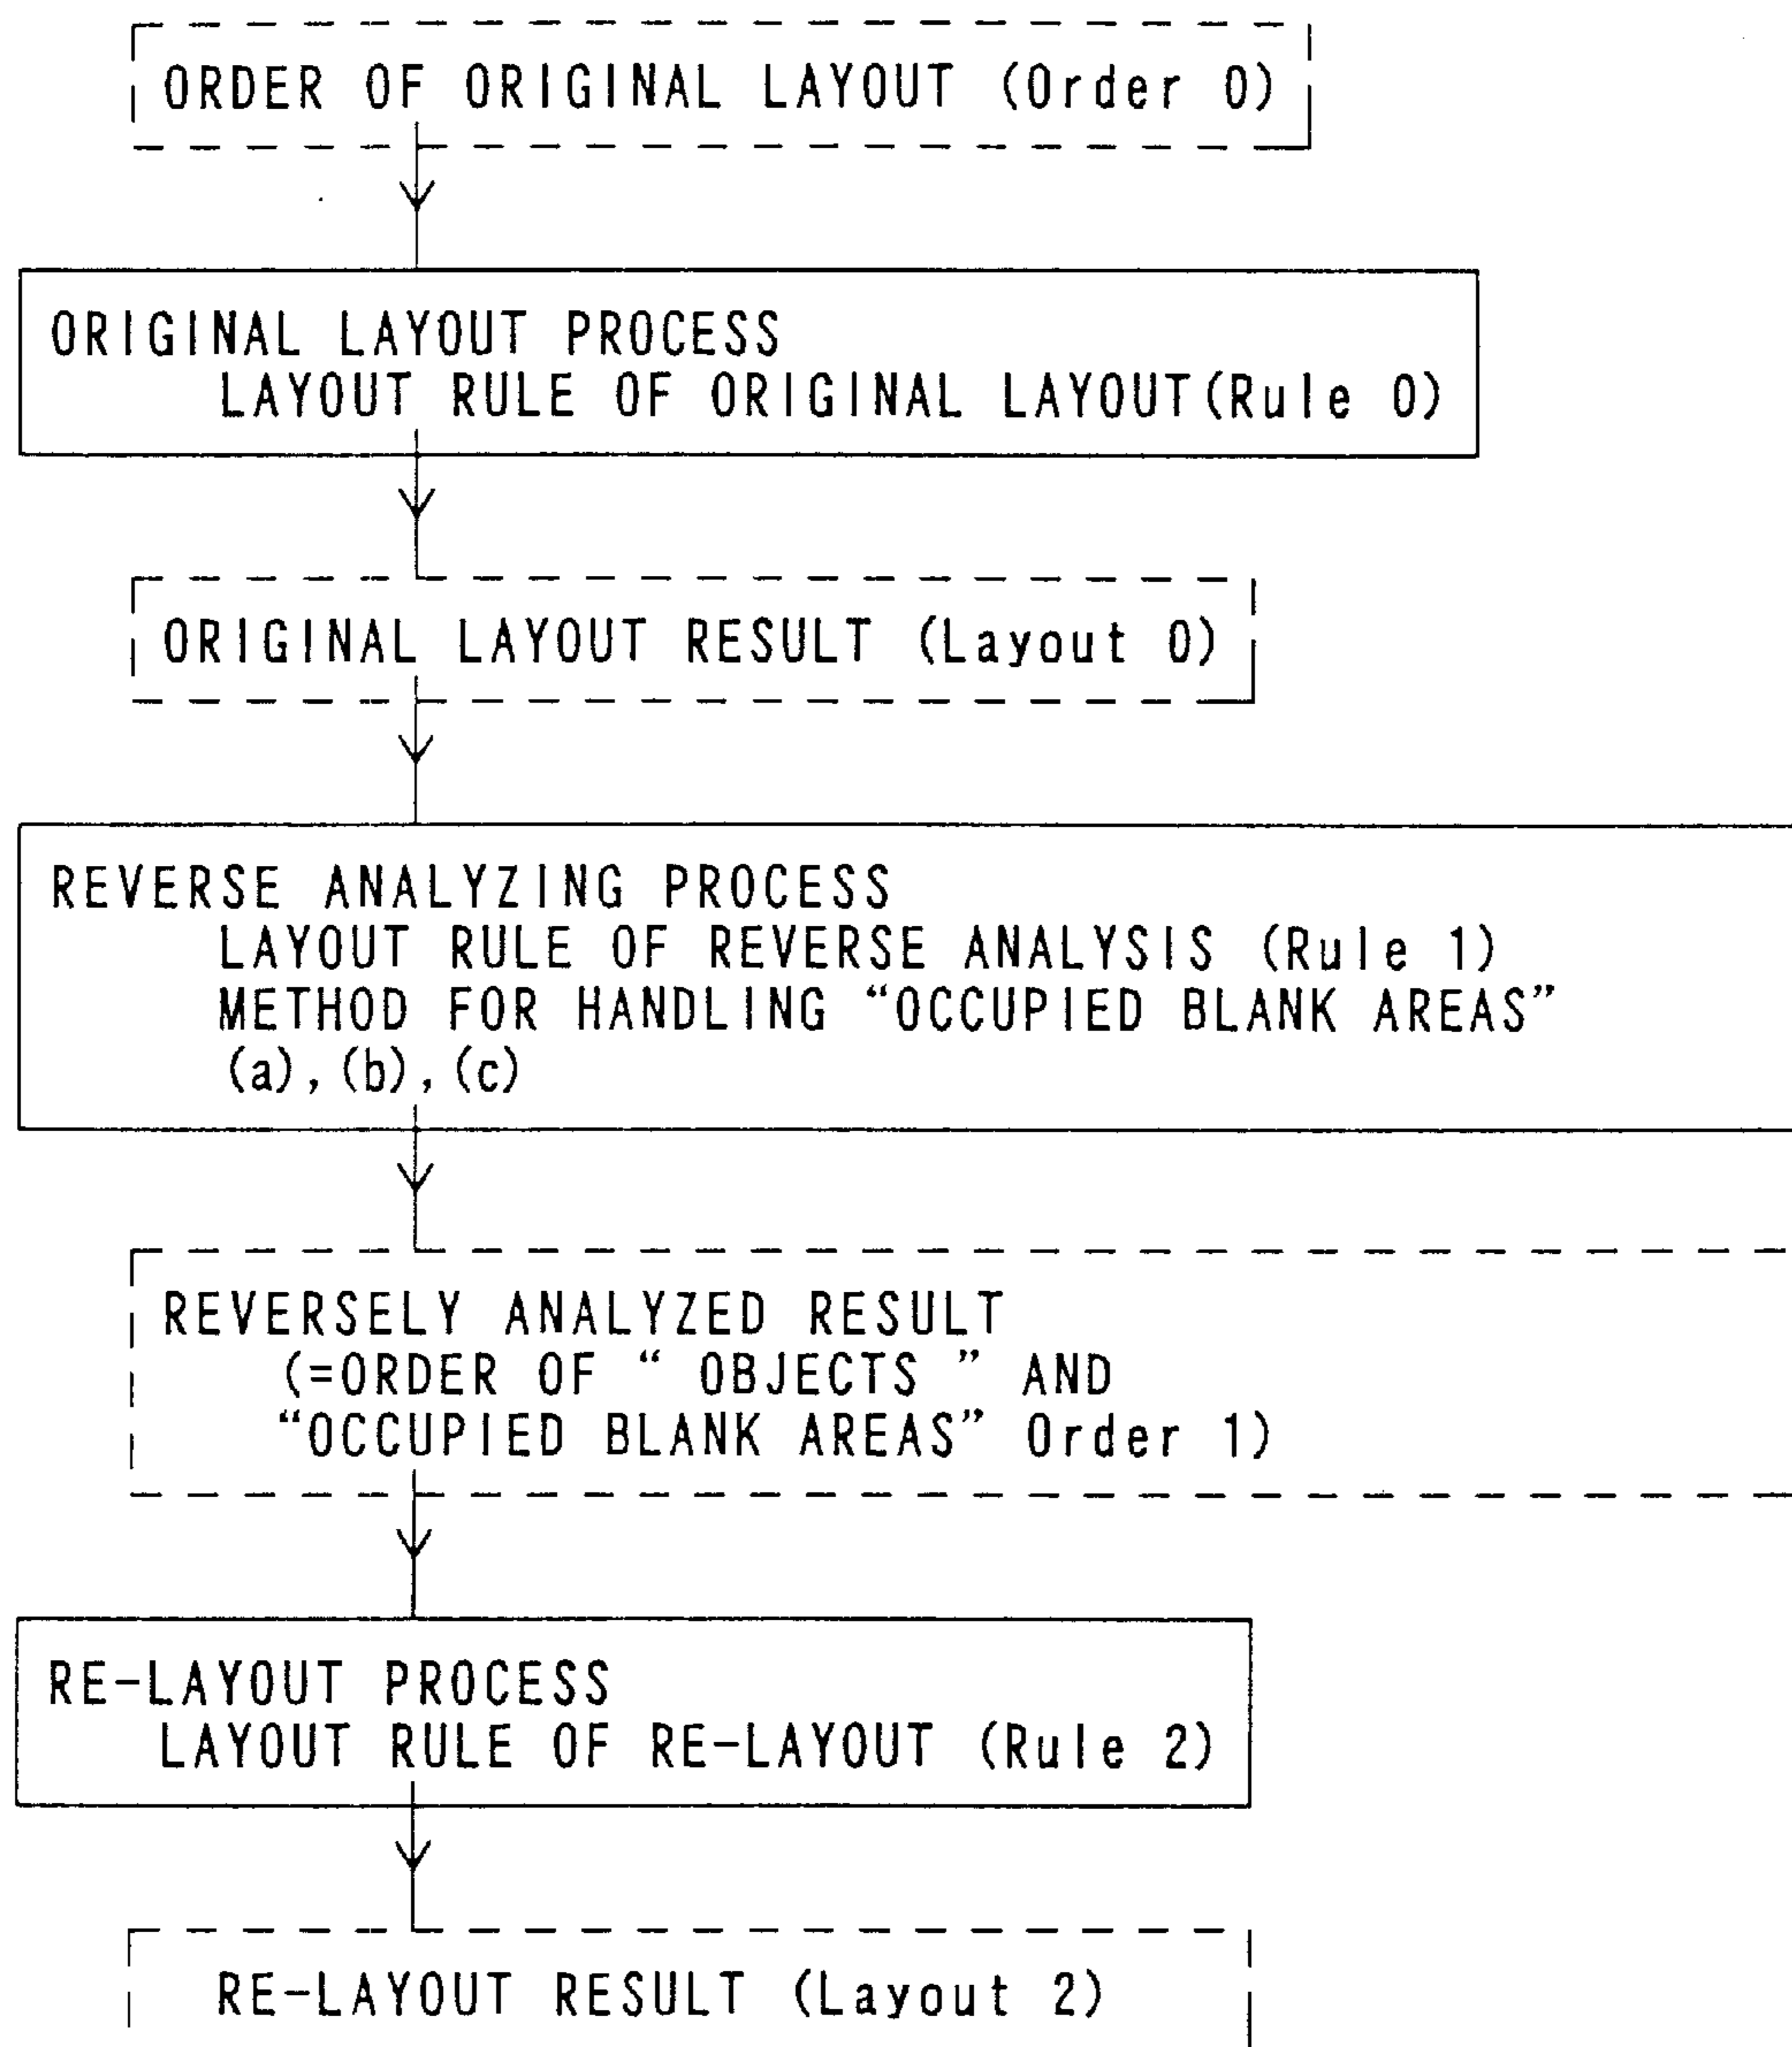 ORDER OF ORIGINAL LAYOUT (Order 0)
ORIGINAL LAYOUT PROCESS
LAYOUT RULE OF ORIGINAL LAYOUT(Rule 0)
ORIGINAL LAYOUT RESULT (Layout 0)
REVERSE ANALYZING PROCESS
LAYOUT RULE OF REVERSE ANALYSIS (Rule 1)
METHOD FOR HANDLING “OCCUPIED BLANK AREAS”
(a),(b),(c)
REVERSELY ANALYZED RESULT
(=ORDER OF “ OBJECTS ” AND
“OCCUPIED BLANK AREAS” Order 1)
RE-LAYOUT PROCESS
LAYOUT RULE OF RE-LAYOUT (Rule 2)
RE-LAYOUT RESULT (Layout 2)